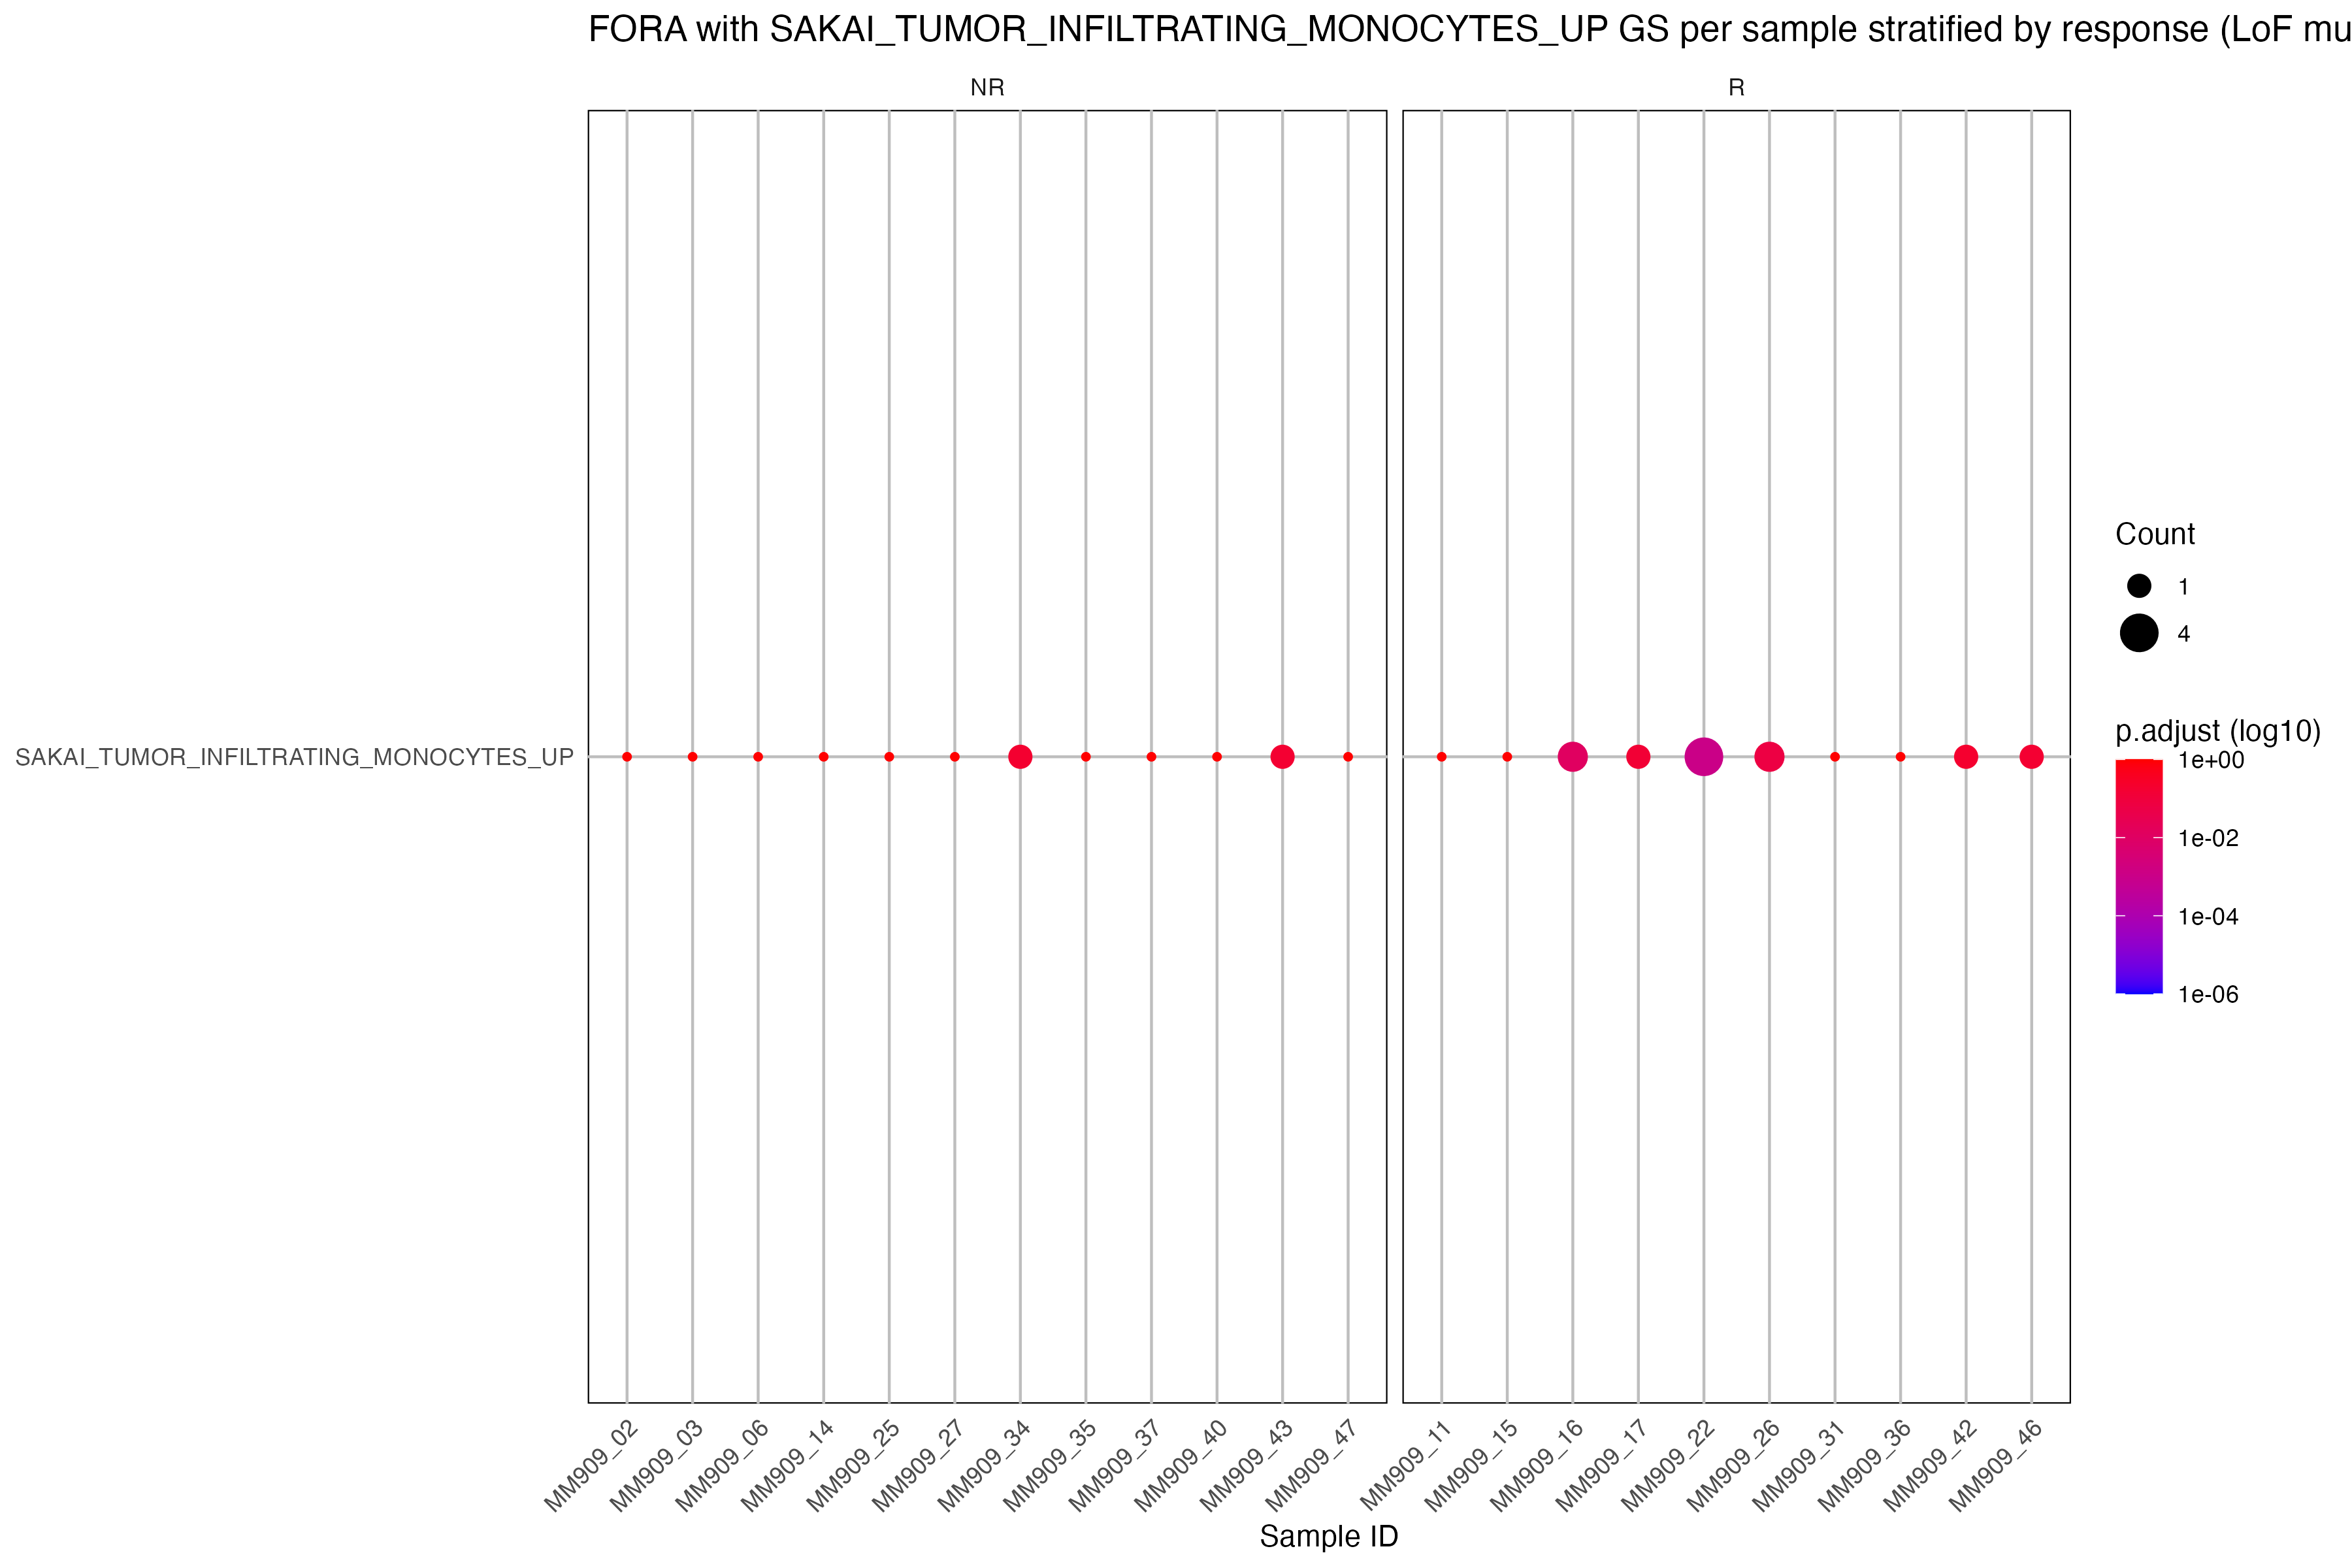 FORA with SAKAI_TUMOR_INFILTRATING_MONOCYTES_UP GS per sample stratified by response (LoF mu
NR
R
SAKAI_TUMOR_INFILTRATING_MONOCYTES_UP
Count
1
4
p.adjust (log10)
1e+00
1e-02
1e-04
1e-06
MM909_02
MM909_03
MM909_06
MM909_14
MM909_25
MM909_27
MM909_34
MM909_35
MM909_37
MM909_40
MM909_43
MM909_47
MM909_11
MM909_15
MM909_16
MM909_17
MM909_22
MM909_26
MM909_31
MM909_36
MM909_42
MM909_46
Sample ID